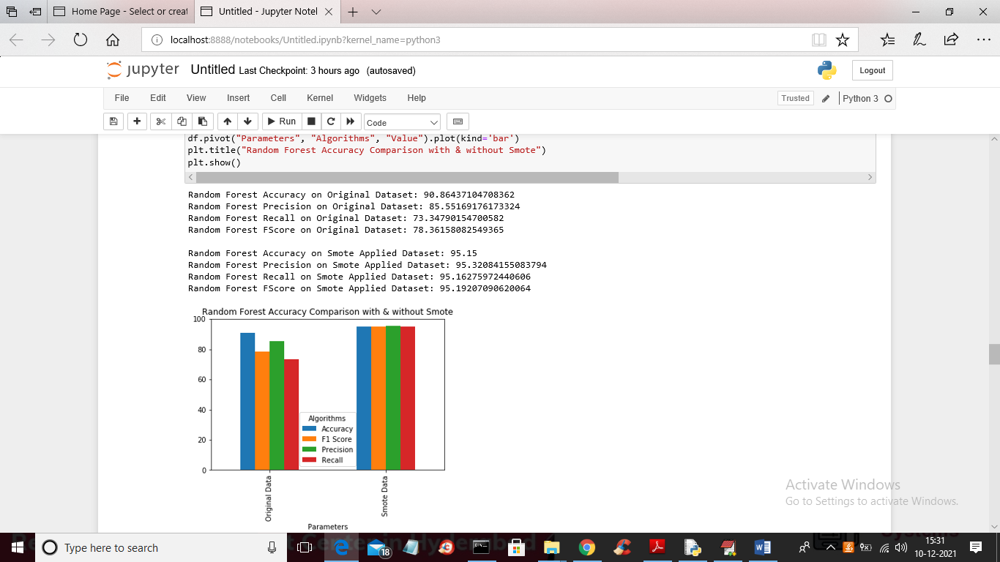 Home Page - Select or creat
Untitled - Jupyter Notel
localhost:8888/notebooks/Untitled.ipynb?kernel_name=python3
jupyter Untitled Last Checkpoint: 3 hours ago (autosaved)
Logout
File Edit View Insert Cell Kernel Widgets Help
Trusted
Python 3
Run
Code
df.pivot("Parameters", "Algorithms", "Value").plot(kind='bar')
plt.title("Random Forest Accuracy Comparison with & without Smote")
plt.show()
Random Forest Accuracy on Original Dataset: 90.86437104708362
Random Forest Precision on Original Dataset: 85.55169176173324
Random Forest Recall on Original Dataset: 73.34790154700582
Random Forest FScore on Original Dataset: 78.36158082549365
Random Forest Accuracy on Smote Applied Dataset: 95.15
Random Forest Precision on Smote Applied Dataset: 95.32084155083794
Random Forest Recall on Smote Applied Dataset: 95.16275972440606
Random Forest FScore on Smote Applied Dataset: 95.19207090620064
Random Forest Accuracy Comparison with & without Smote
100
80
60
40
20
0
Algorithms
Accuracy
F1 Score
Precision
Recall
Original Data
Smote Data
Parameters
Activate Windows
Go to Settings to activate Windows.
Type here to search
18
15:31
10-12-2021